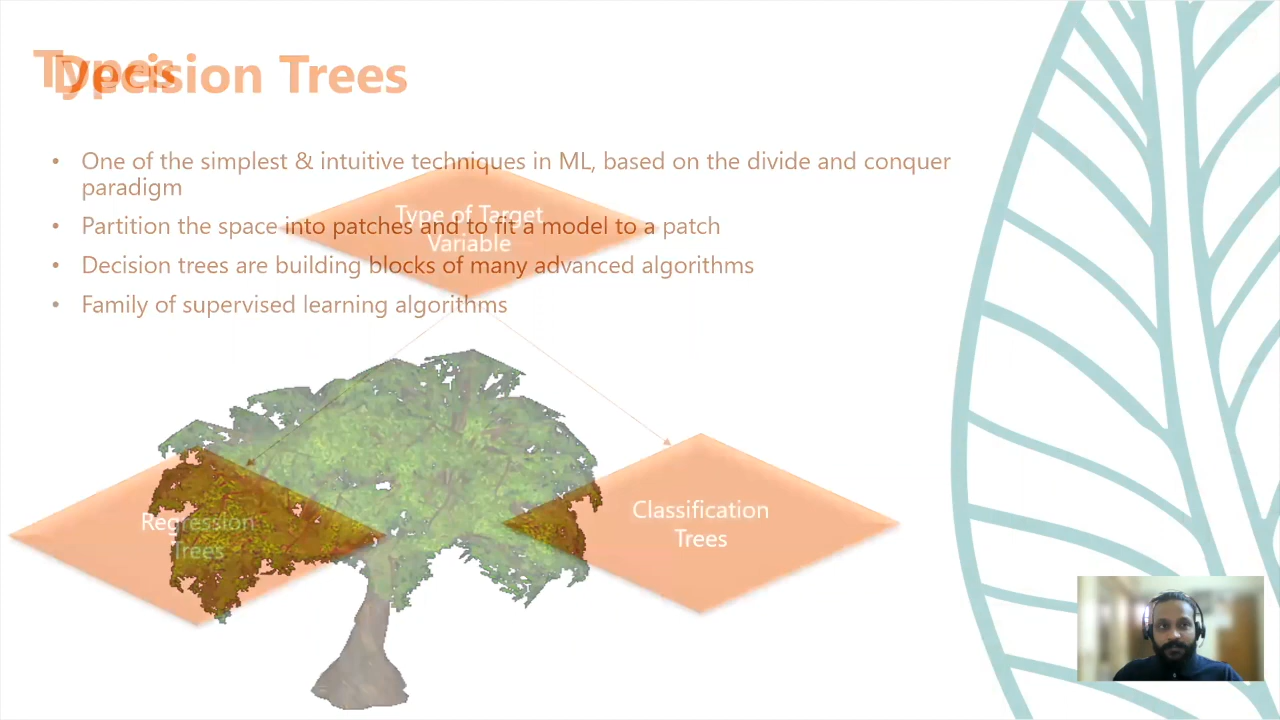 Types
Decision Trees
• One of the simplest & intuitive techniques in ML, based on the divide and conquer
paradigm
• Partition the space into patches and to fit a model to a patch
• Decision trees are building blocks of many advanced algorithms
• Family of supervised learning algorithms
Type of Target
Variable
Regression
Trees
Classification
Trees